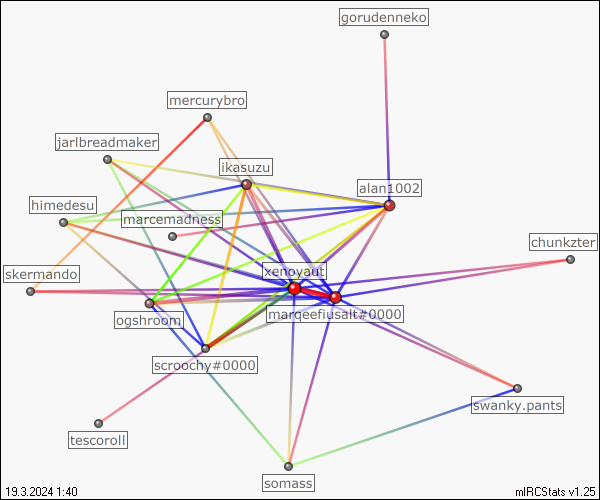 gorudenneko
mercurybro
jarlbreadmaker
ikasuzu
alan1002
himedesu
marcemadness
chunkzter
xenoyaut
skermando
ogshroom
marqeefiusalt#0000
scroochy#0000
swanky.pants
tescoroll
somass
19.3.2024 1:40
mIRCStats v1.25